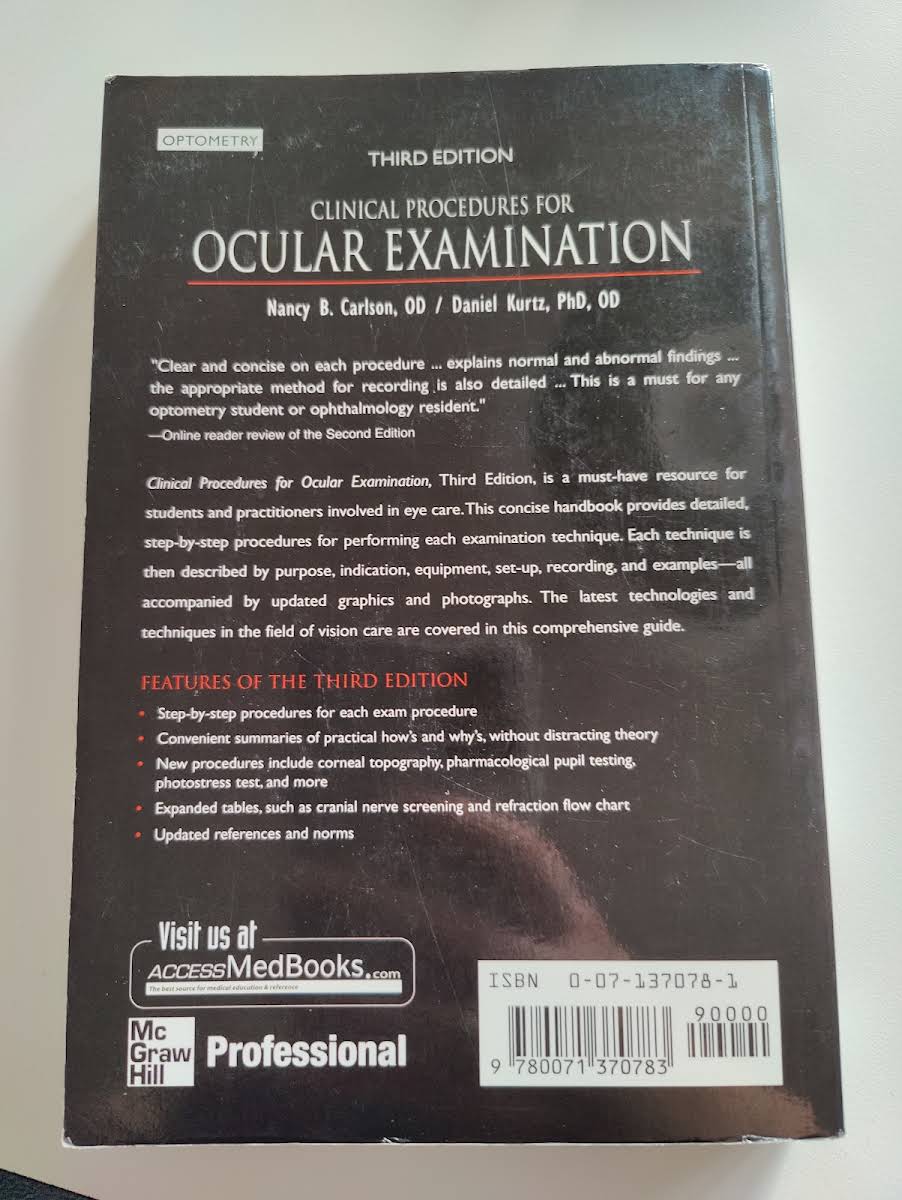 OPTOMETRY
THIRD EDITION
CLINICAL PROCEDURES FOR
OCULAR EXAMINATION
Nancy B. Carlson, OD / Daniel Kurtz, PhD, OD
"Clear and concise on each procedure ... explains normal and abnormal findings ...
the appropriate method for recording is also detailed ... This is a must for any
optometry student or ophthalmology resident."
—Online reader review of the Second Edition
Clinical Procedures for Ocular Examination, Third Edition, is a must-have resource for
students and practitioners involved in eye care. This concise handbook provides detailed,
step-by-step procedures for performing each examination technique. Each technique is
then described by purpose, indication, equipment, set-up, recording, and examples—all
accompanied by updated graphics and photographs. The latest technologies and
techniques in the field of vision care are covered in this comprehensive guide.
FEATURES OF THE THIRD EDITION
• Step-by-step procedures for each exam procedure
• Convenient summaries of practical how's and why's, without distracting theory
• New procedures include corneal topography, pharmacological pupil testing,
photostress test, and more
• Expanded tables, such as cranial nerve screening and refraction flow chart
• Updated references and norms
Visit us at
ACCESSMedBooks.com
The best source for medical education & reference
Mc
Graw
Hill
Professional
ISBN 0-07-137078-1
90000
9 780071 370783